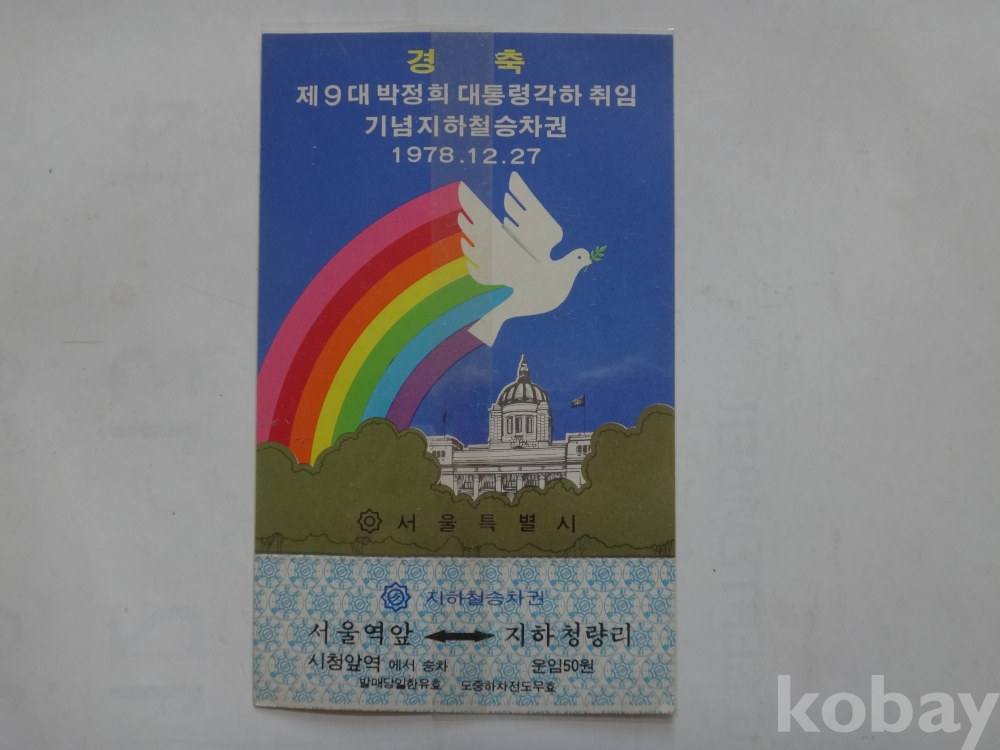 경 축
제9대 박정희 대통령각하 취임
기념지하철승차권
1978.12.27
서울특별시
지하철승차권
서울역앞 ↔ 지하청량리
시청앞역 에서 승차 운임50원
발매당일한유효 도중하차전도무효
kobay